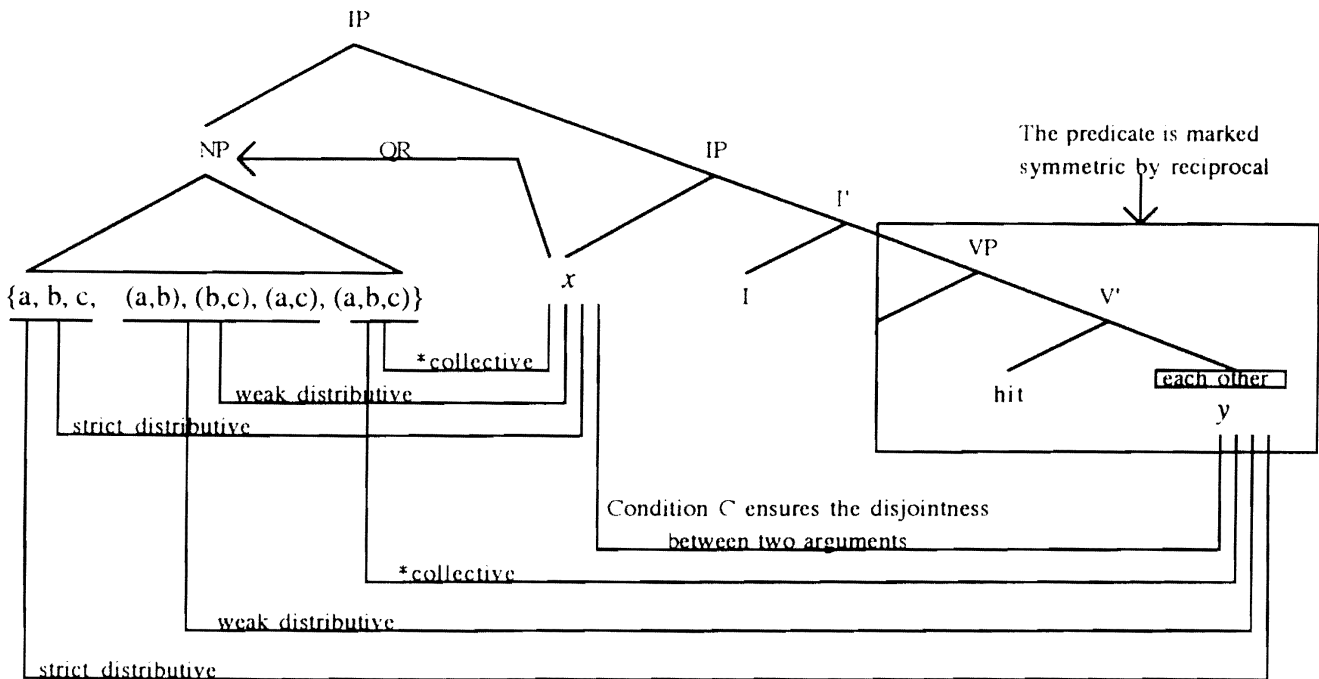 IP
The predicate is marked
symmetric by reciprocal
NP
QR
IP
I'
VP
{a, b, c, (a,b), (b,c), (a,c), (a,b,c)}
x
I
V'
*collective
hit
each other
weak distributive
y
strict distributive
Condition C ensures the disjointness
between two arguments
*collective
weak distributive
strict distributive